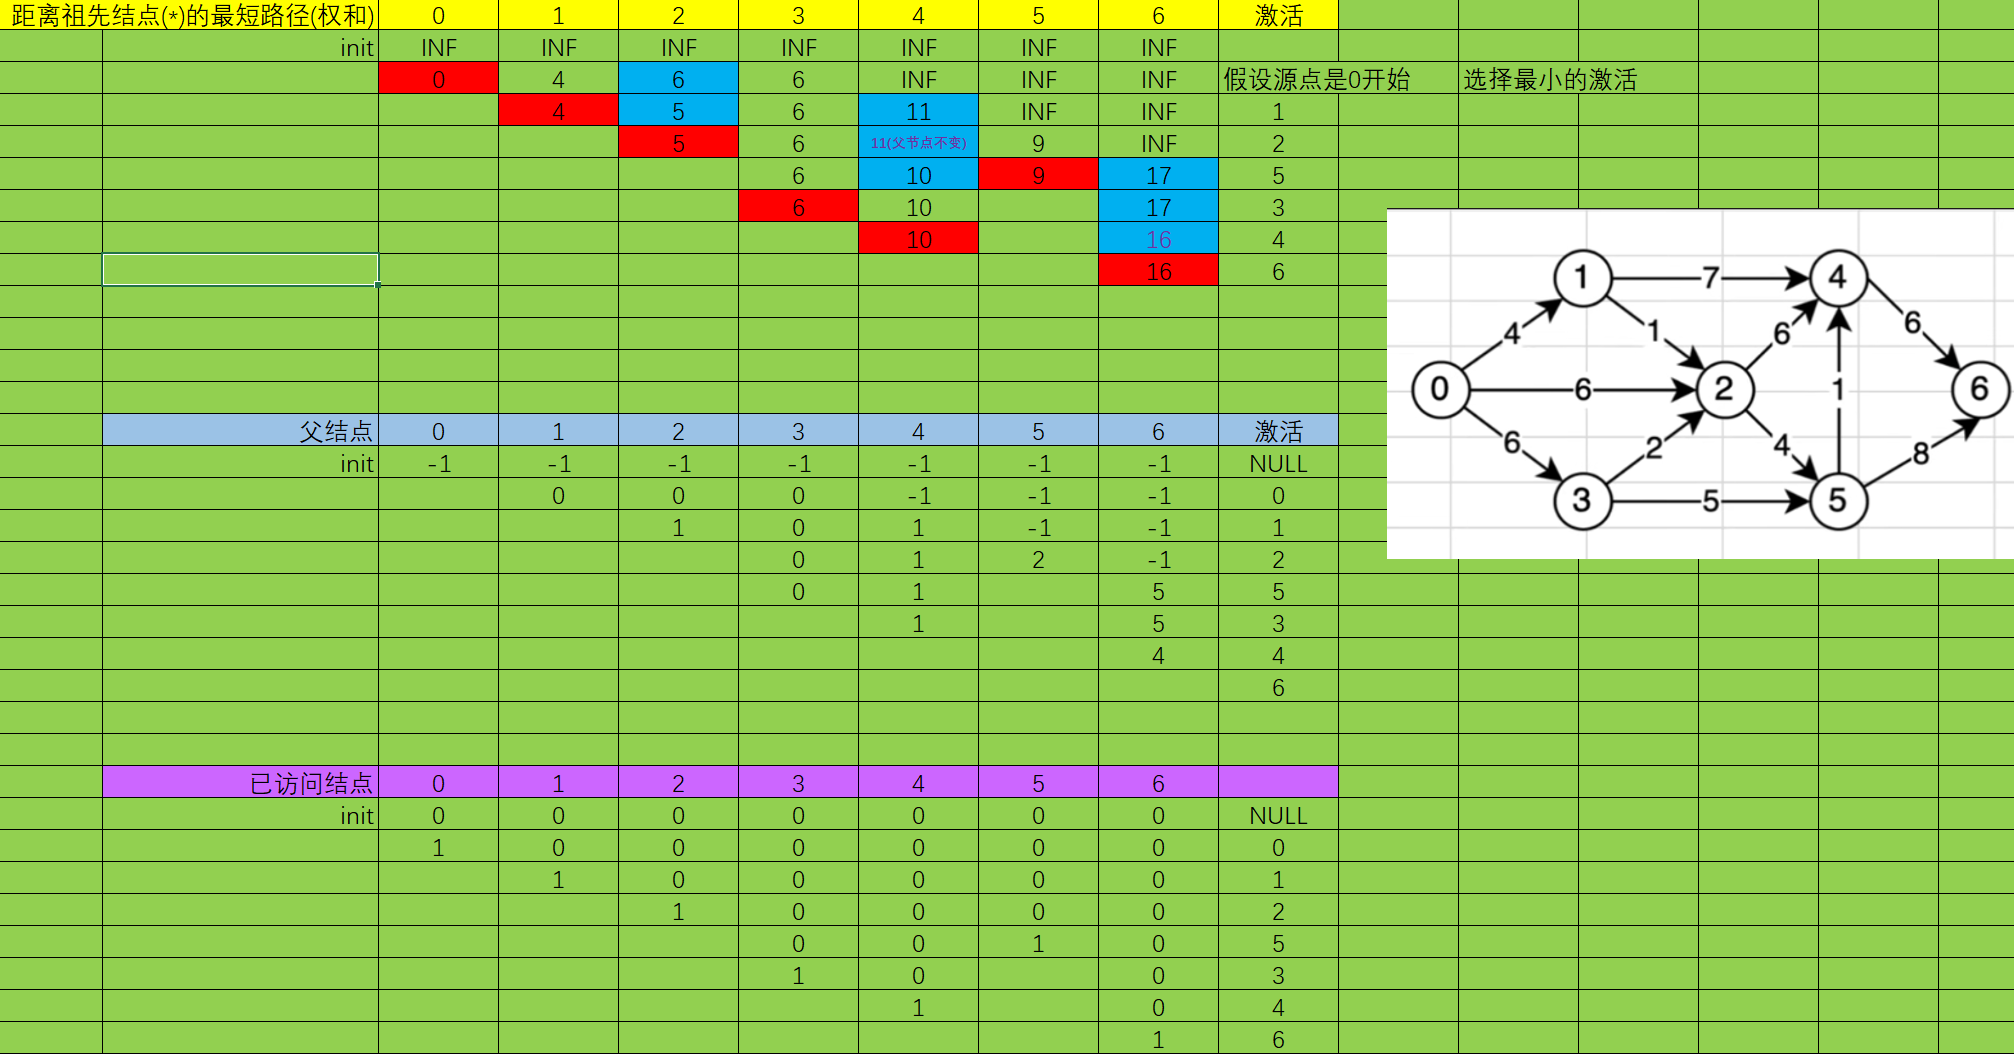 距离祖先结点(*)的最短路径(权和) 0 1 2 3 4 5 6 激活
init INF INF INF INF INF INF INF
0 4 6 6 INF INF INF 假设源点是0开始 选择最小的激活
4 5 6 11 INF INF 1
5 6 11(父节点不变) 9 INF 2
6 10 9 17 5
6 10 17 3
10 16 4
16 6
父结点 0 1 2 3 4 5 6 激活
init -1 -1 -1 -1 -1 -1 -1 NULL
0 0 0 -1 -1 -1 0
1 0 1 -1 -1 1
0 1 2 -1 2
0 1 5 5
1 5 3
4 4
6
已访问结点 0 1 2 3 4 5 6
init 0 0 0 0 0 0 0 NULL
1 0 0 0 0 0 0 0
1 0 0 0 0 0 1
1 0 0 0 0 2
0 0 1 0 5
1 0 0 3
1 0 4
1 6
1 7 4
4 1 6 6
0 6 2 1 6
6 2 4 8
3 5 5